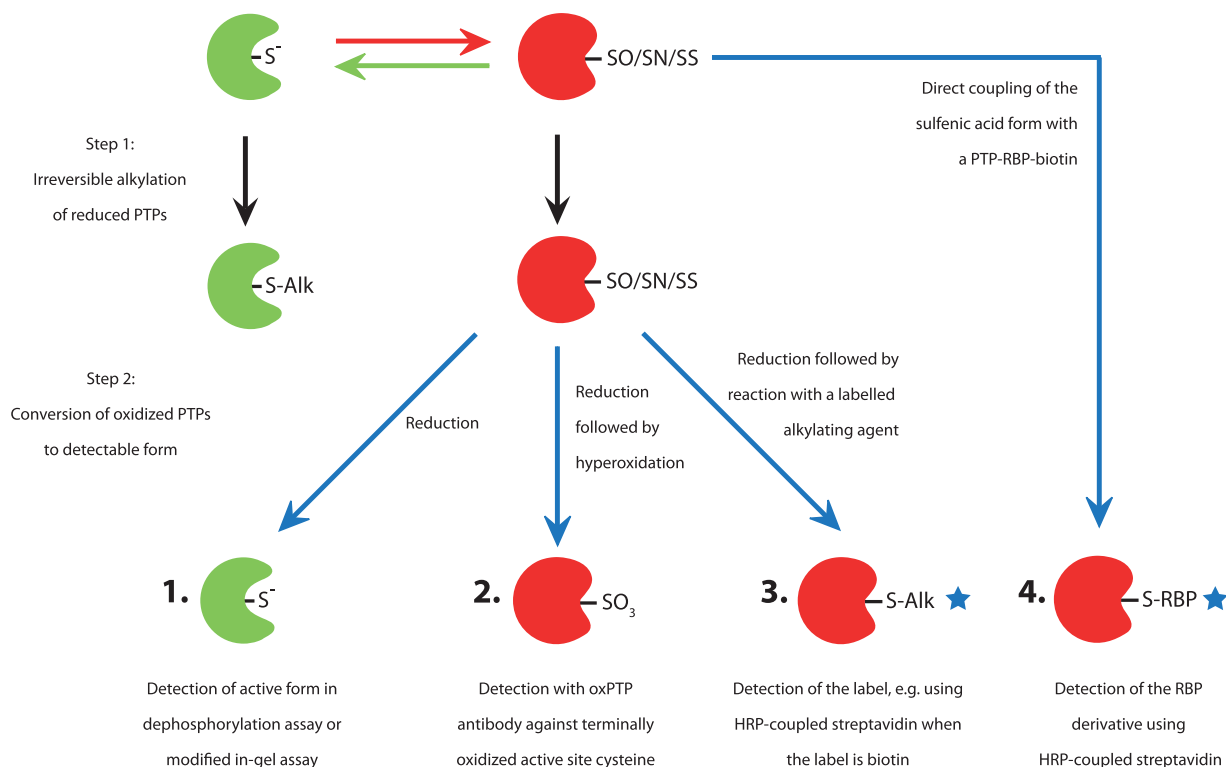 S-
SO/SN/SS
Direct coupling of the
sulfenic acid form with
a PTP-RBP-biotin
Step 1:
Irreversible alkylation
of reduced PTPs
S-Alk
SO/SN/SS
Step 2:
Conversion of oxidized PTPs
to detectable form
Reduction
Reduction
followed by
hyperoxidation
Reduction followed by
reaction with a labelled
alkylating agent
1.
S-
2.
SO3
3.
S-Alk
4.
S-RBP
Detection of active form in
dephosphorylation assay or
modified in-gel assay
Detection with oxPTP
antibody against terminally
oxidized active site cysteine
Detection of the label, e.g. using
HRP-coupled streptavidin when
the label is biotin
Detection of the RBP
derivative using
HRP-coupled streptavidin